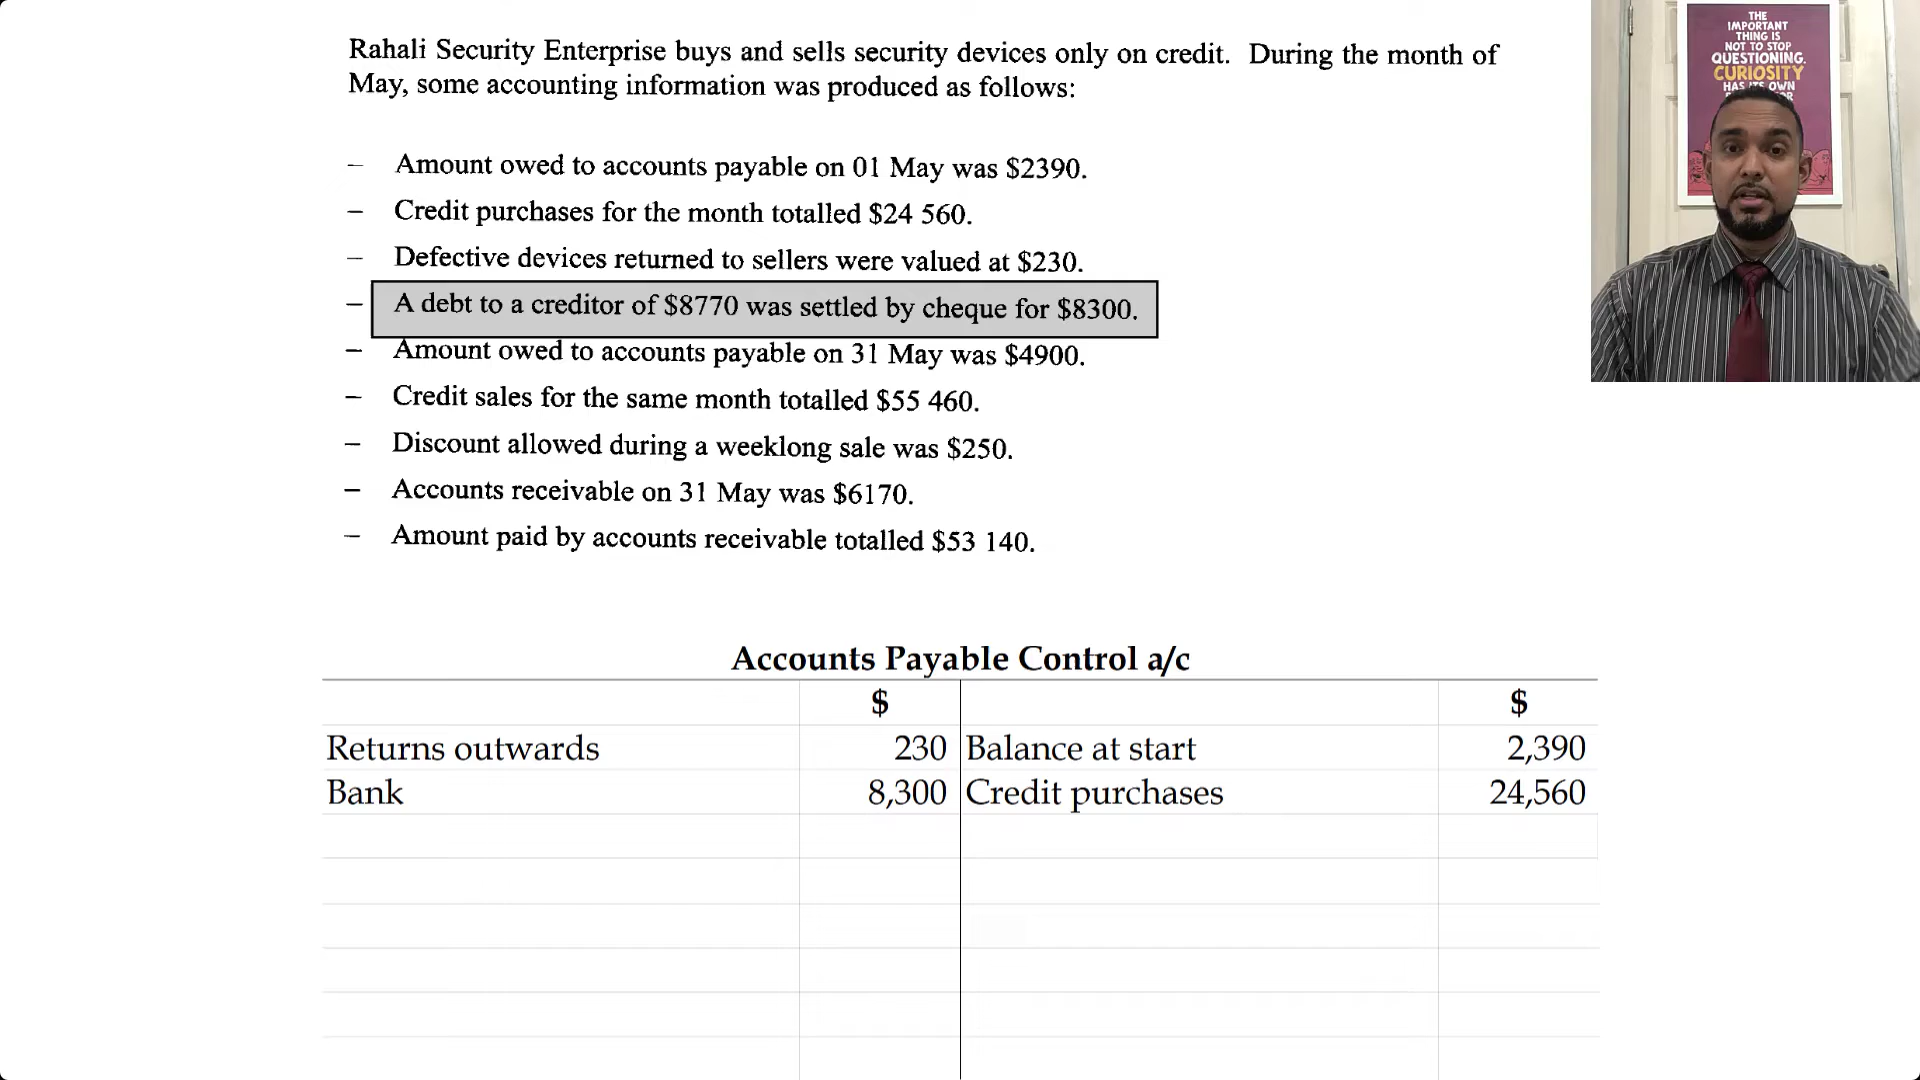 Rahali Security Enterprise buys and sells security devices only on credit. During the month of
May, some accounting information was produced as follows:
– Amount owed to accounts payable on 01 May was $2390.
– Credit purchases for the month totalled $24 560.
– Defective devices returned to sellers were valued at $230.
– A debt to a creditor of $8770 was settled by cheque for $8300.
– Amount owed to accounts payable on 31 May was $4900.
– Credit sales for the same month totalled $55 460.
– Discount allowed during a weeklong sale was $250.
– Accounts receivable on 31 May was $6170.
– Amount paid by accounts receivable totalled $53 140.
THE
IMPORTANT
THING IS
NOT TO STOP
QUESTIONING.
CURIOSITY
HAS ITS OWN
Accounts Payable Control a/c
$ $
Returns outwards 230 Balance at start 2,390
Bank 8,300 Credit purchases 24,560